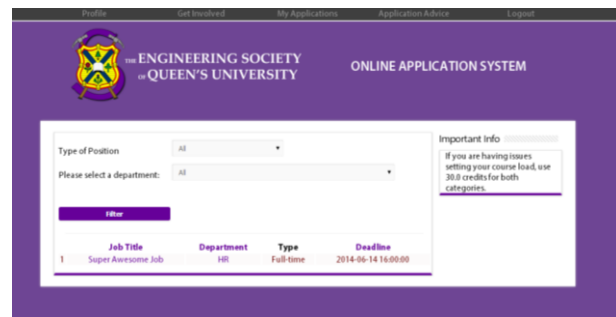 Profile Get Involved My Applications Application Advice Logout
THE ENGINEERING SOCIETY
OF QUEEN'S UNIVERSITY
ONLINE APPLICATION SYSTEM
Type of Position All
Please select a department: All
Filter
Job Title Department Type Deadline
1 Super Awesome Job HR Full-time 2014-06-14 16:00:00
Important Info
If you are having issues
setting your course load, use
30.0 credits for both
categories.